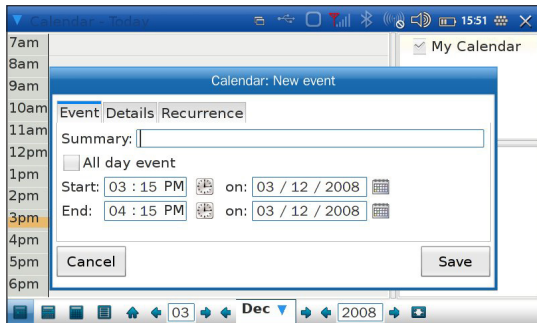 Calendar - Today
15:51
7am
My Calendar
8am
9am
Calendar: New event
10am
Event Details Recurrence
11am
Summary:
12pm
All day event
1pm
Start: 03 : 15 PM on: 03 / 12 / 2008
2pm
End: 04 : 15 PM on: 03 / 12 / 2008
3pm
4pm
5pm
Cancel Save
6pm
03 Dec 2008